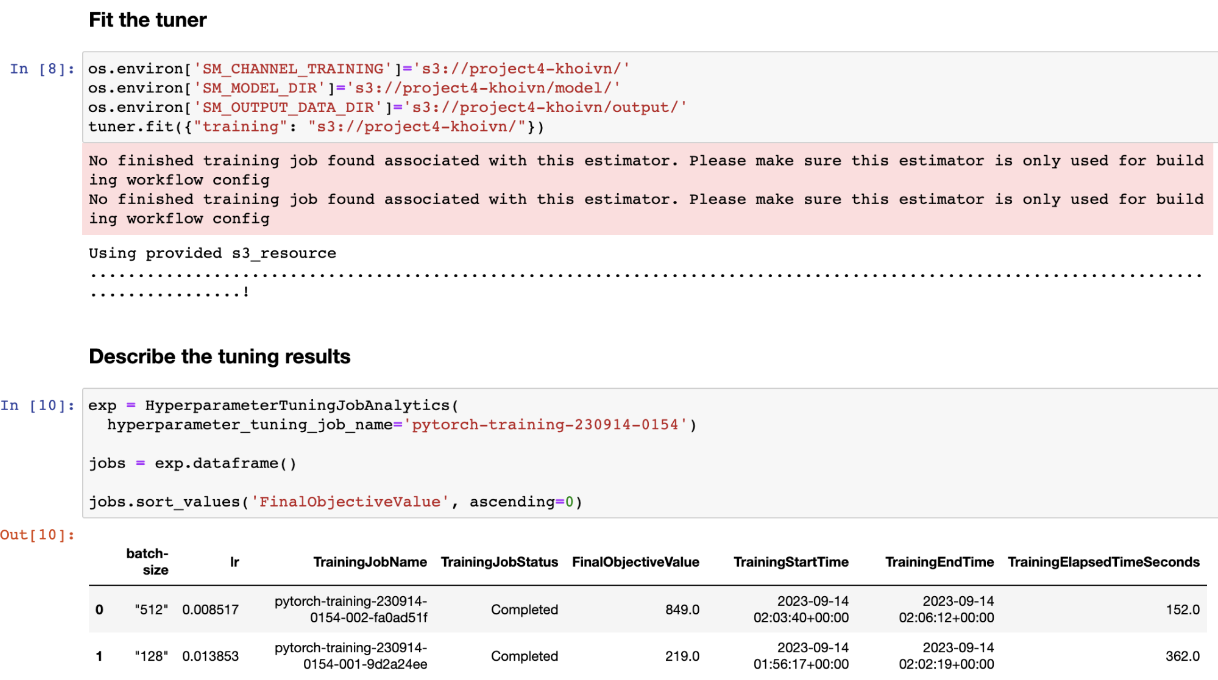 Fit the tuner
In [8]: os.environ['SM_CHANNEL_TRAINING']='s3://project4-khoivn/'
os.environ['SM_MODEL_DIR']='s3://project4-khoivn/model/'
os.environ['SM_OUTPUT_DATA_DIR']='s3://project4-khoivn/output/'
tuner.fit({"training": "s3://project4-khoivn/"})
No finished training job found associated with this estimator. Please make sure this estimator is only used for build
ing workflow config
No finished training job found associated with this estimator. Please make sure this estimator is only used for build
ing workflow config
Using provided s3_resource
.....................................................................................................................
................!
Describe the tuning results
In [10]: exp = HyperparameterTuningJobAnalytics(
hyperparameter_tuning_job_name='pytorch-training-230914-0154')
jobs = exp.dataframe()
jobs.sort_values('FinalObjectiveValue', ascending=0)
Out[10]:
batch-
size lr TrainingJobName TrainingJobStatus FinalObjectiveValue TrainingStartTime TrainingEndTime TrainingElapsedTimeSeconds
pytorch-training-230914- 2023-09-14 2023-09-14
0 "512" 0.008517 0154-002-fa0ad51f Completed 849.0 02:03:40+00:00 02:06:12+00:00 152.0
pytorch-training-230914- 2023-09-14 2023-09-14
1 "128" 0.013853 0154-001-9d2a24ee Completed 219.0 01:56:17+00:00 02:02:19+00:00 362.0